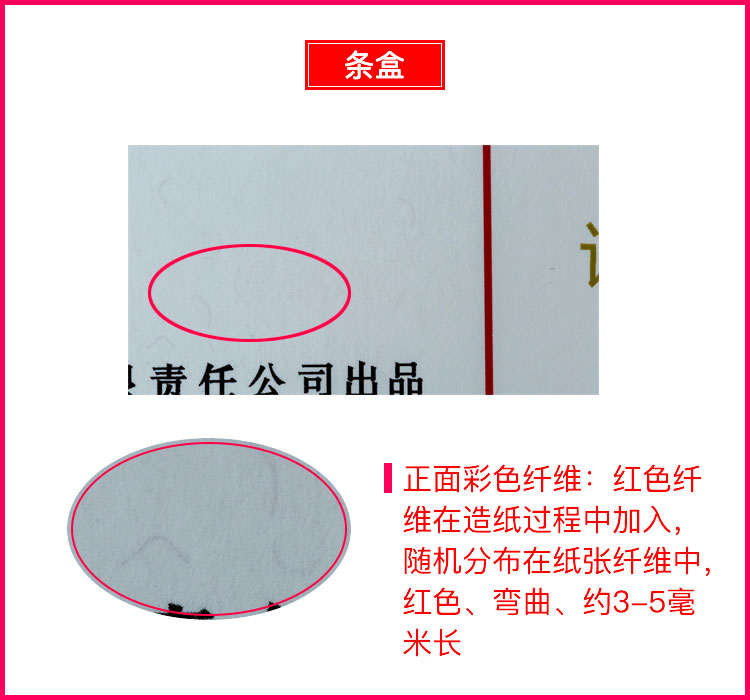 条盒
责任公司出品
正面彩色纤维：红色纤
维在造纸过程中加入，
随机分布在纸张纤维中，
红色、弯曲、约3-5毫
米长